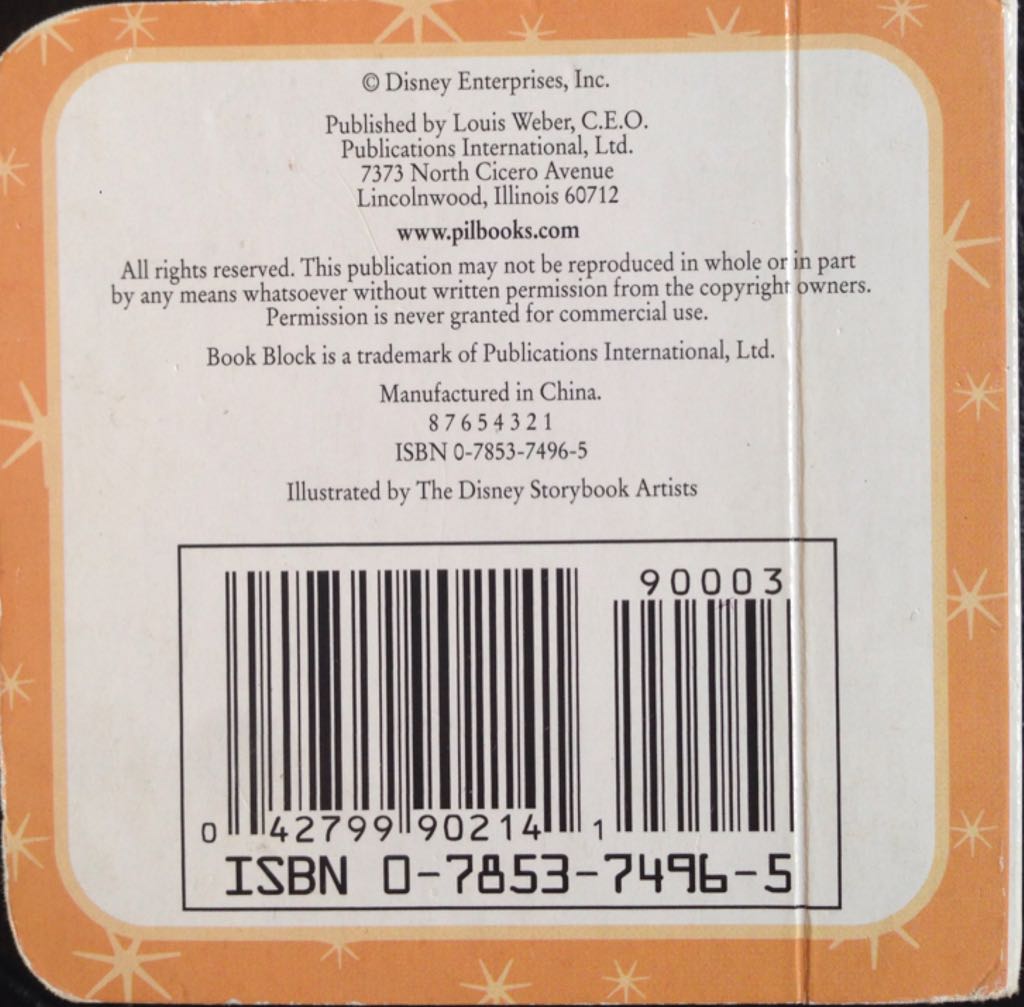 © Disney Enterprises, Inc.
Published by Louis Weber, C.E.O.
Publications International, Ltd.
7373 North Cicero Avenue
Lincolnwood, Illinois 60712
www.pilbooks.com
All rights reserved. This publication may not be reproduced in whole or in part
by any means whatsoever without written permission from the copyright owners.
Permission is never granted for commercial use.
Book Block is a trademark of Publications International, Ltd.
Manufactured in China.
8 7 6 5 4 3 2 1
ISBN 0-7853-7496-5
Illustrated by The Disney Storybook Artists
90003
0 42799 90214 1
ISBN 0-7853-7496-5